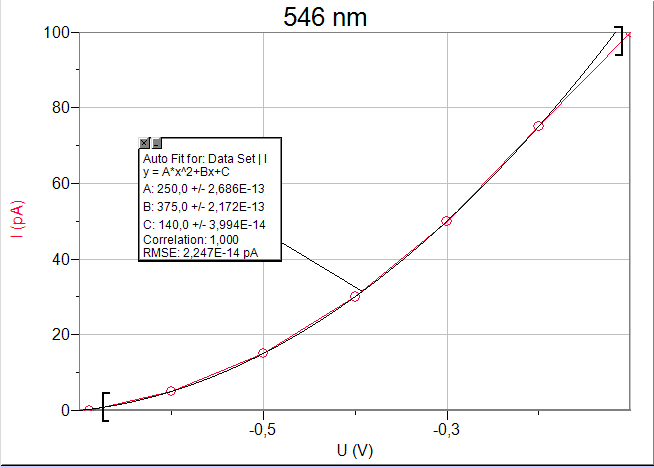 546 nm
100
80
60
40
20
0
I (pA)
Auto Fit for: Data Set | I
y = A*x^2+Bx+C
A: 250,0 +/- 2,686E-13
B: 375,0 +/- 2,172E-13
C: 140,0 +/- 3,994E-14
Correlation: 1,000
RMSE: 2,247E-14 pA
-0,5
-0,3
U (V)